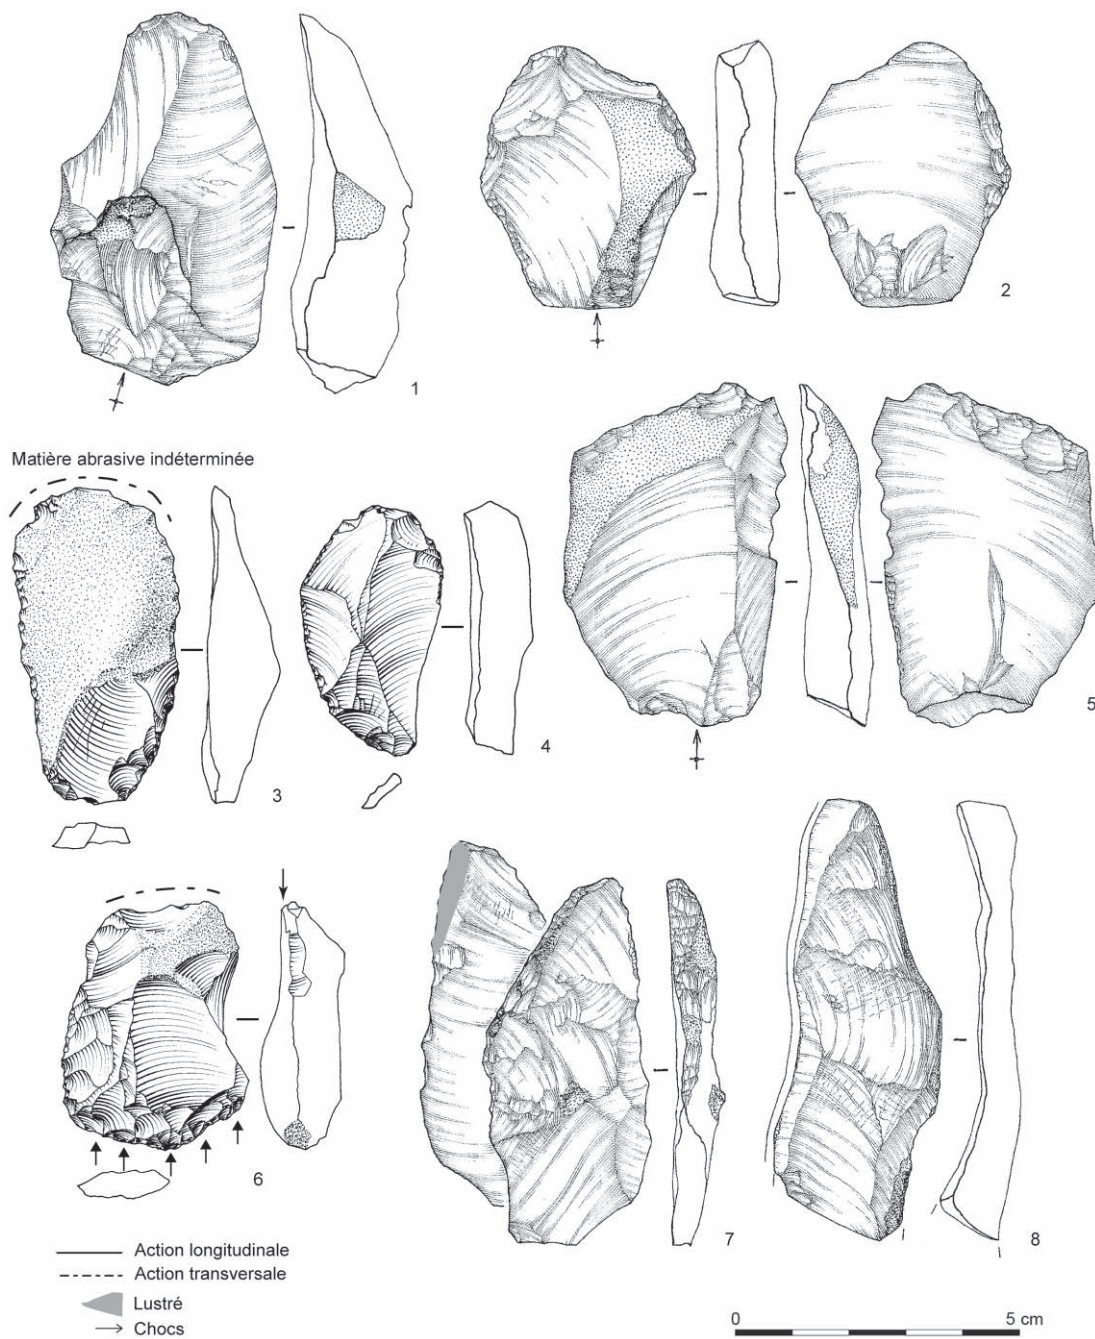 1
2
Matière abrasive indéterminée
3
4
5
6
7
8
Action longitudinale
Action transversale
Lustré
Chocs
0 5 cm